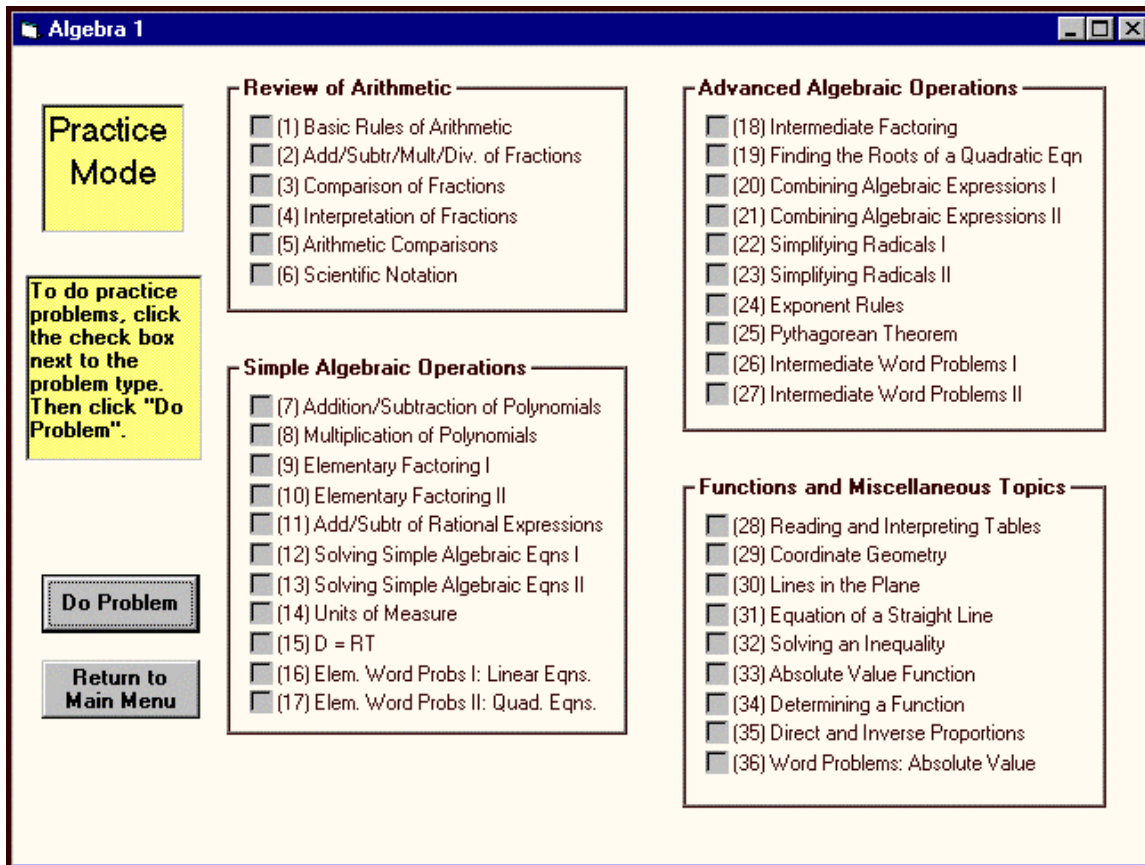 Algebra 1
Practice
Mode
To do practice
problems, click
the check box
next to the
problem type.
Then click "Do
Problem".
Do Problem
Return to
Main Menu
Review of Arithmetic
(1) Basic Rules of Arithmetic
(2) Add/Subtr/Mult/Div. of Fractions
(3) Comparison of Fractions
(4) Interpretation of Fractions
(5) Arithmetic Comparisons
(6) Scientific Notation
Simple Algebraic Operations
(7) Addition/Subtraction of Polynomials
(8) Multiplication of Polynomials
(9) Elementary Factoring I
(10) Elementary Factoring II
(11) Add/Subtr of Rational Expressions
(12) Solving Simple Algebraic Eqns I
(13) Solving Simple Algebraic Eqns II
(14) Units of Measure
(15) D = RT
(16) Elem. Word Probs I: Linear Eqns.
(17) Elem. Word Probs II: Quad. Eqns.
Advanced Algebraic Operations
(18) Intermediate Factoring
(19) Finding the Roots of a Quadratic Eqn
(20) Combining Algebraic Expressions I
(21) Combining Algebraic Expressions II
(22) Simplifying Radicals I
(23) Simplifying Radicals II
(24) Exponent Rules
(25) Pythagorean Theorem
(26) Intermediate Word Problems I
(27) Intermediate Word Problems II
Functions and Miscellaneous Topics
(28) Reading and Interpreting Tables
(29) Coordinate Geometry
(30) Lines in the Plane
(31) Equation of a Straight Line
(32) Solving an Inequality
(33) Absolute Value Function
(34) Determining a Function
(35) Direct and Inverse Proportions
(36) Word Problems: Absolute Value